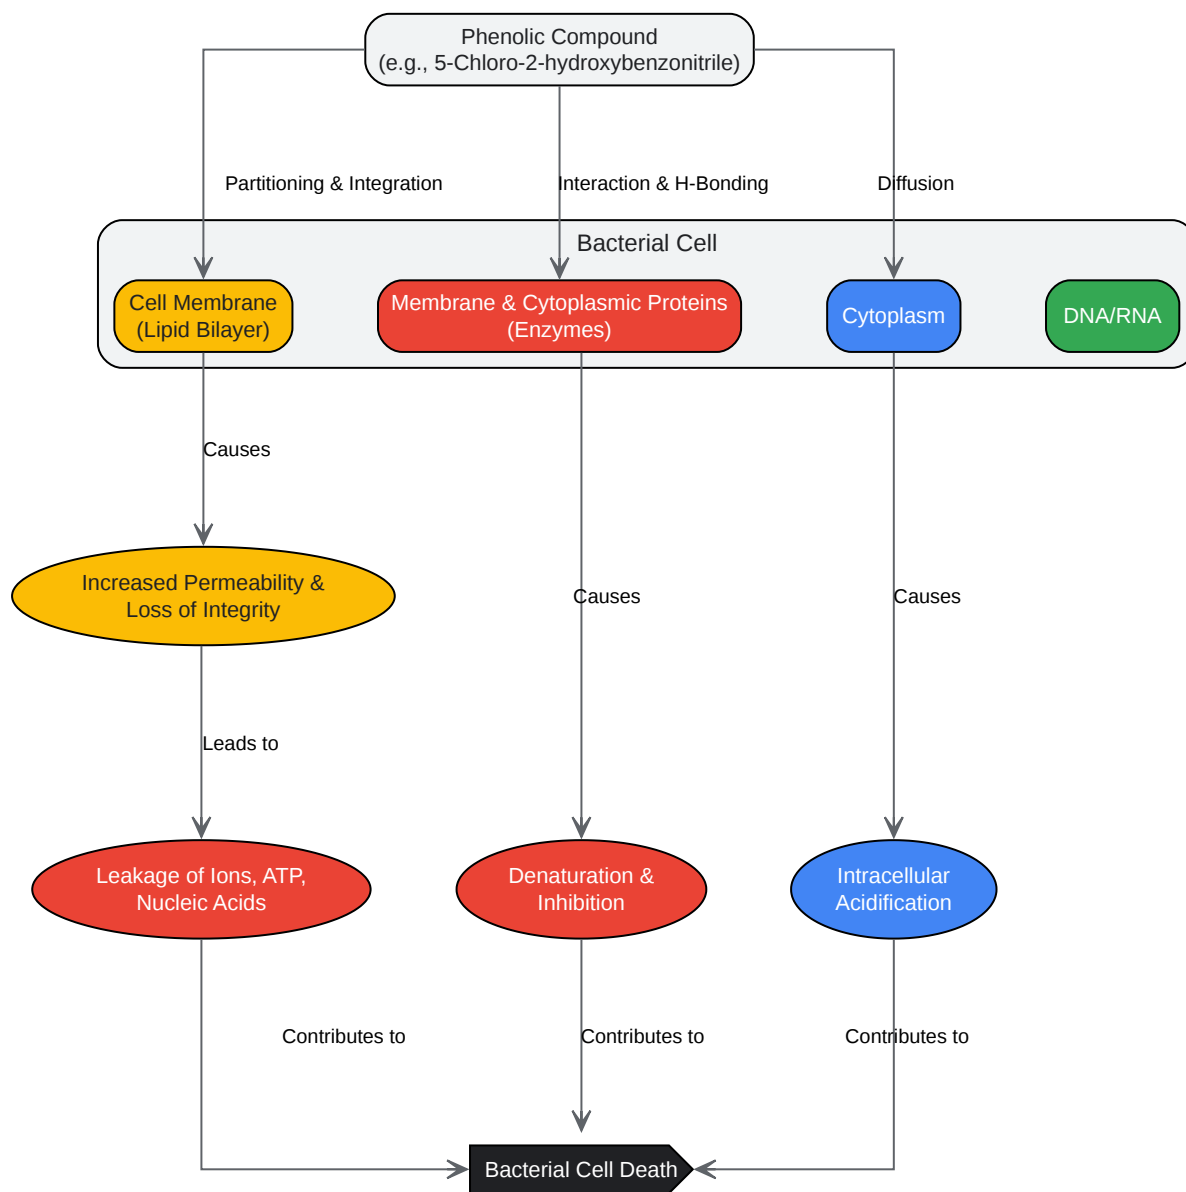 Phenolic Compound
(e.g., 5-Chloro-2-hydroxybenzonitrile)
Partitioning & Integration
Interaction & H-Bonding
Diffusion
Bacterial Cell
Cell Membrane
(Lipid Bilayer)
Membrane & Cytoplasmic Proteins
(Enzymes)
Cytoplasm
DNA/RNA
Causes
Increased Permeability &
Loss of Integrity
Causes
Causes
Leads to
Leakage of Ions, ATP,
Nucleic Acids
Denaturation &
Inhibition
Intracellular
Acidification
Contributes to
Contributes to
Contributes to
Bacterial Cell Death